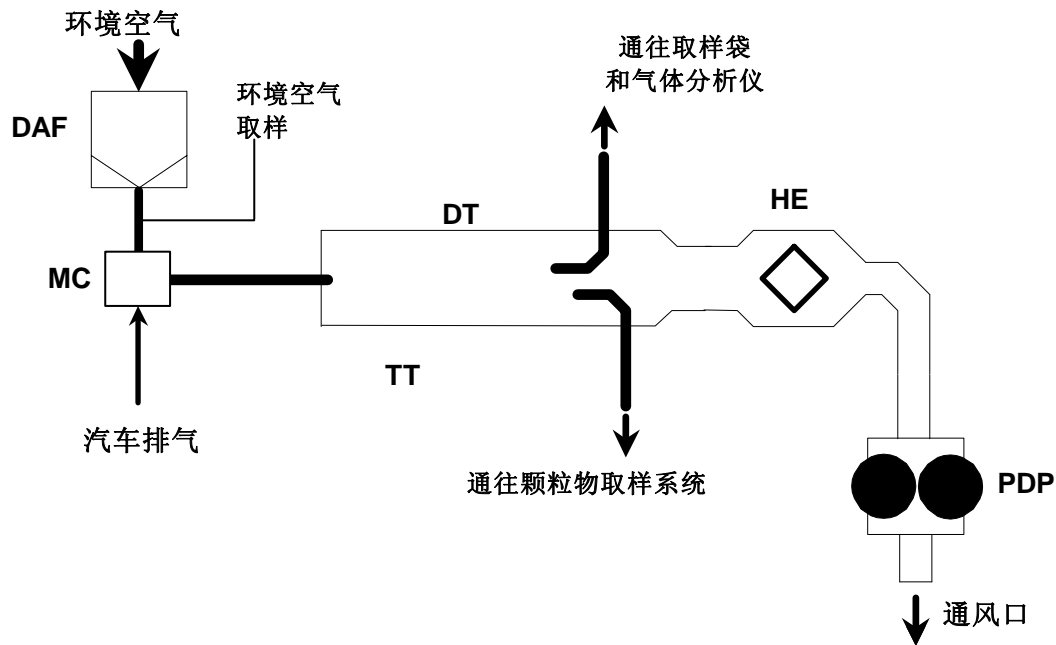 环境空气
DAF
环境空气
取样
通往取样袋
和气体分析仪
DT
HE
MC
TT
汽车排气
通往颗粒物取样系统
PDP
通风口